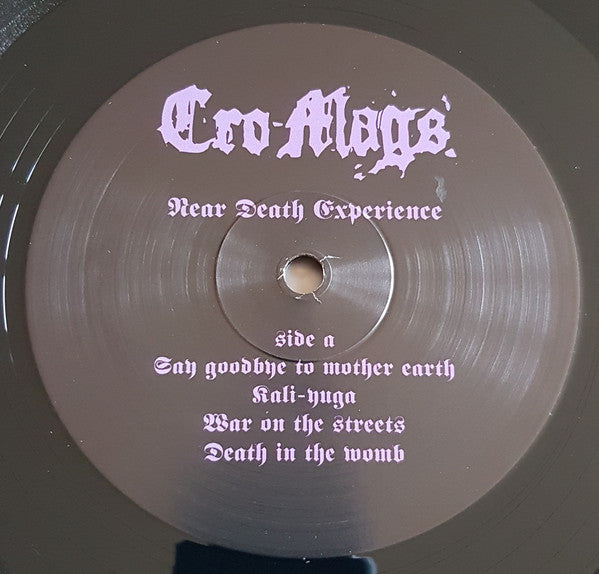 Cro-Mags
Near Death Experience
side a
Say goodbye to mother earth
Kali-yuga
War on the streets
Death in the womb